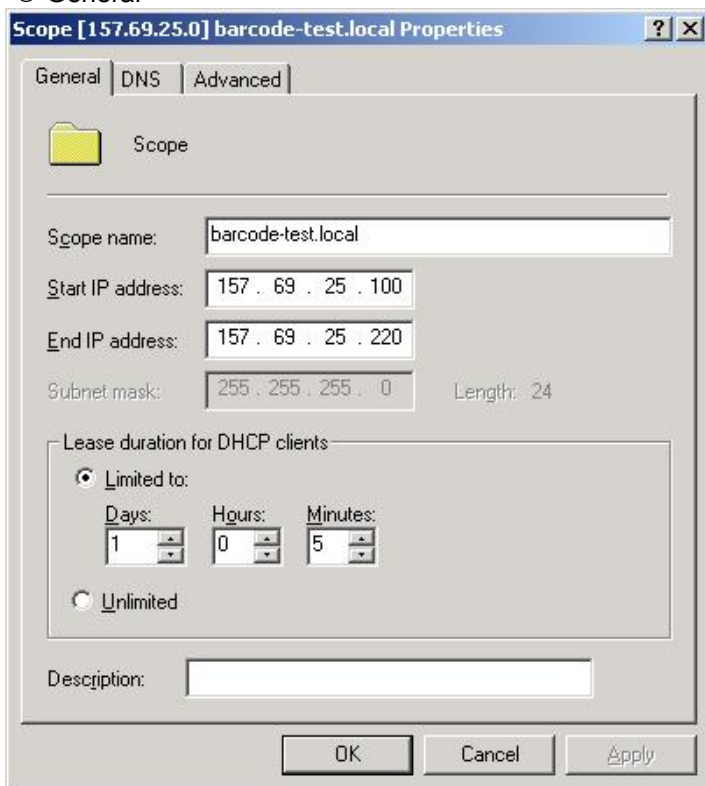 General
Scope [157.69.25.0] barcode-test.local Properties ? X
General DNS Advanced
Scope
Scope name: barcode-test.local
Start IP address: 157 . 69 . 25 . 100
End IP address: 157 . 69 . 25 . 220
Subnet mask: 255 . 255 . 255 . 0 Length: 24
Lease duration for DHCP clients
Limited to:
Days: Hours: Minutes:
1 0 5
Unlimited
Description:
OK Cancel Apply